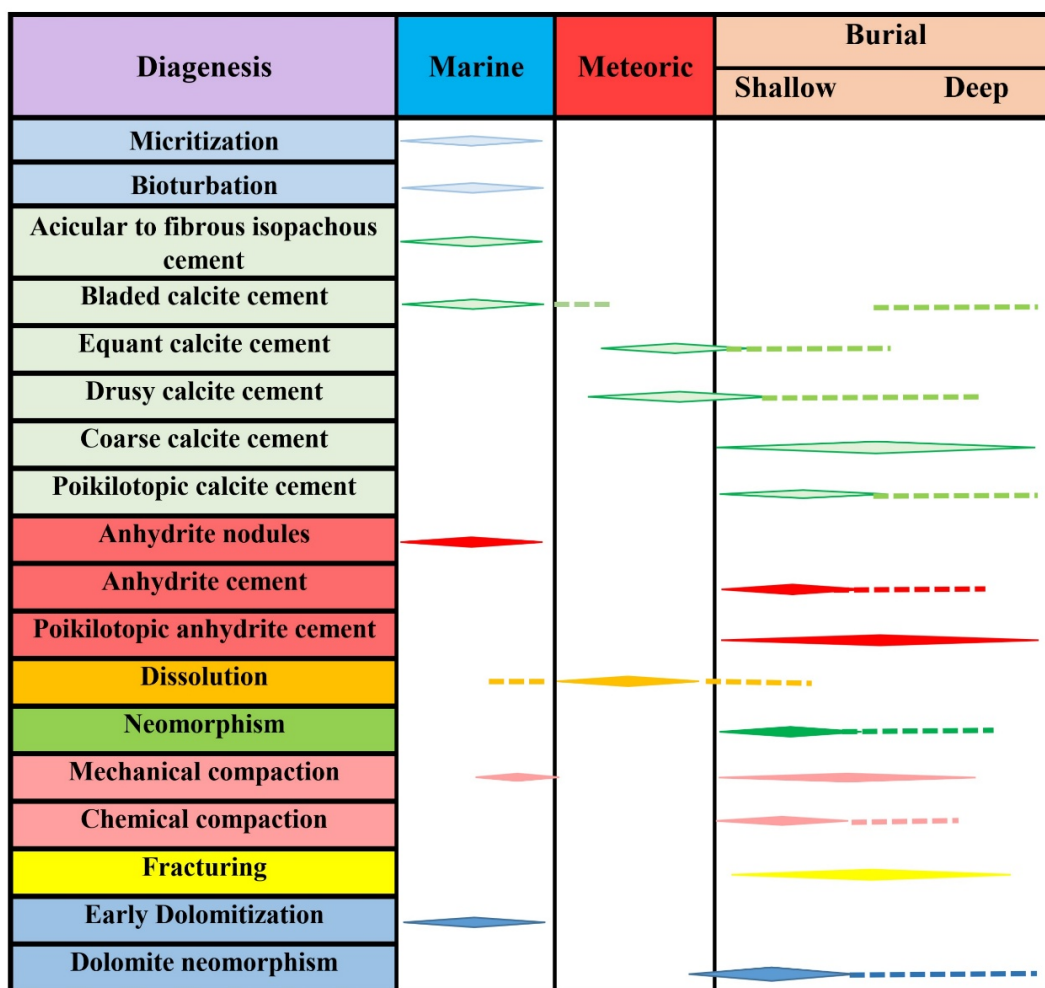 Diagenesis
Marine
Meteoric
Burial
Shallow
Deep
Micritization
Bioturbation
Acicular to fibrous isopachous
cement
Bladed calcite cement
Equant calcite cement
Drusy calcite cement
Coarse calcite cement
Poikilotopic calcite cement
Anhydrite nodules
Anhydrite cement
Poikilotopic anhydrite cement
Dissolution
Neomorphism
Mechanical compaction
Chemical compaction
Fracturing
Early Dolomitization
Dolomite neomorphism